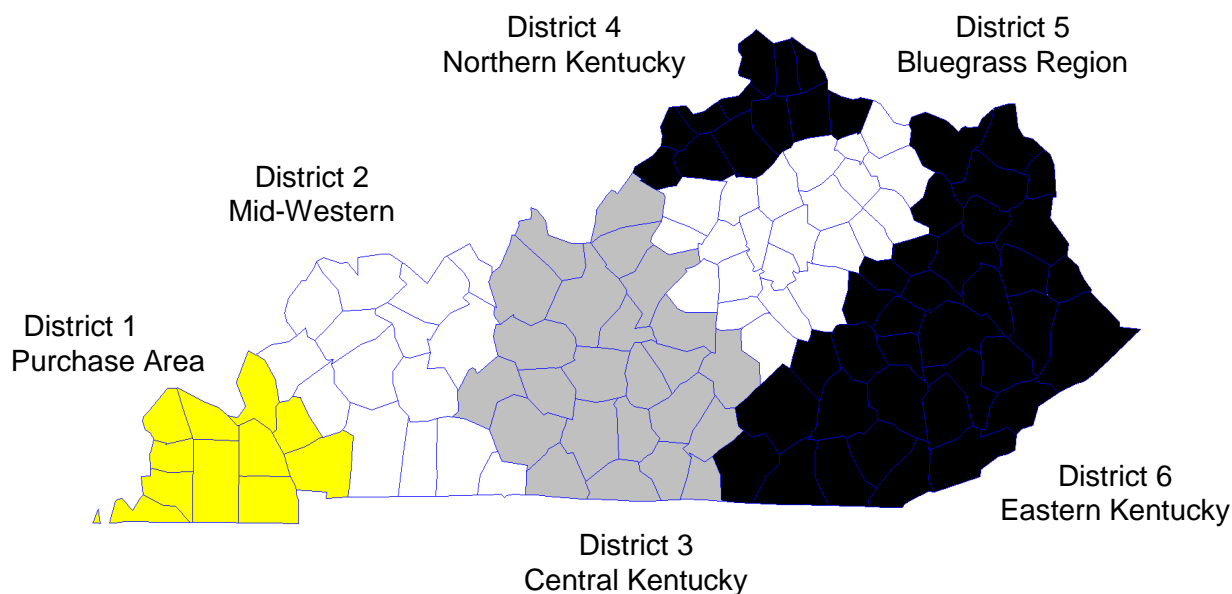 District 4
Northern Kentucky
District 5
Bluegrass Region
District 2
Mid-Western
District 1
Purchase Area
District 6
Eastern Kentucky
District 3
Central Kentucky